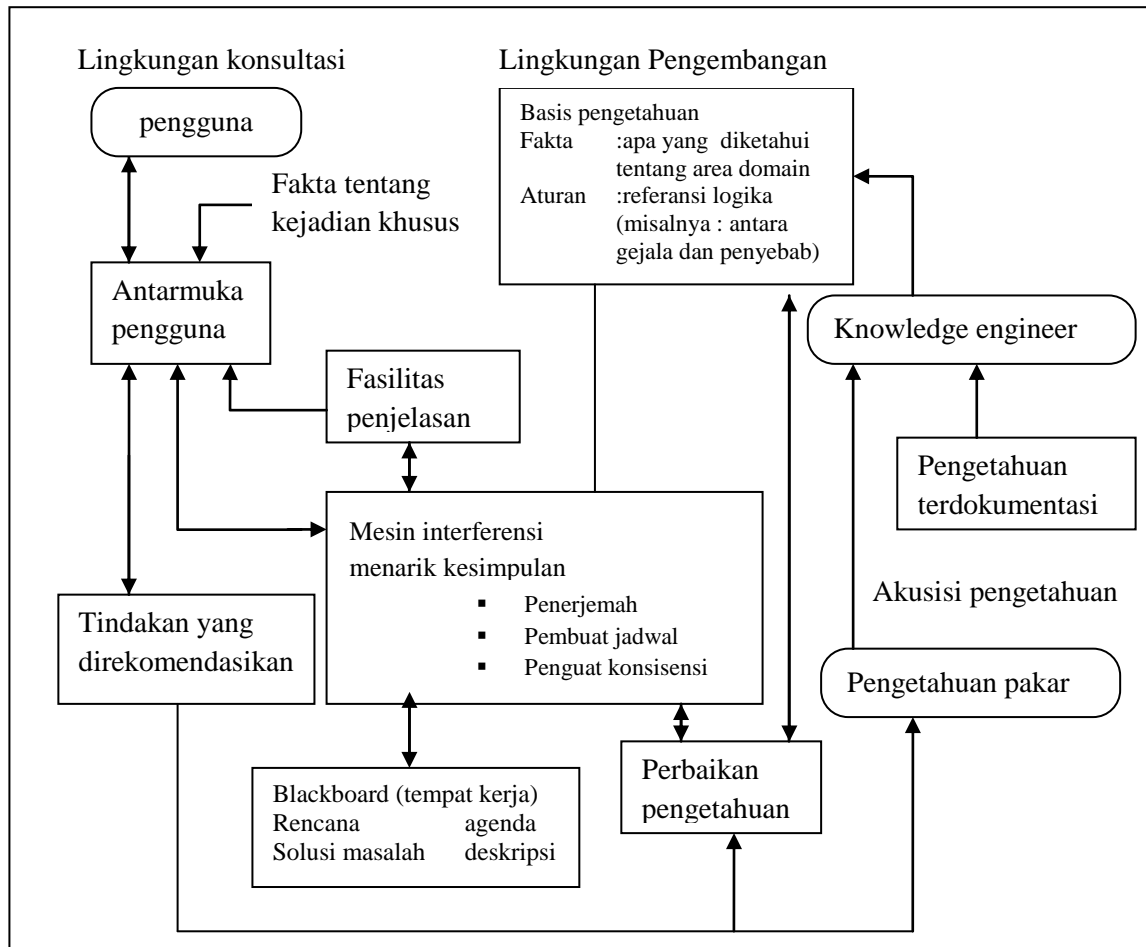 Lingkungan konsultasi
Lingkungan Pengembangan
pengguna
Basis pengetahuan
Fakta :apa yang diketahui
tentang area domain
Aturan :referansi logika
(misalnya : antara
gejala dan penyebab)
Fakta tentang
kejadian khusus
Antarmuka
pengguna
Knowledge engineer
Fasilitas
penjelasan
Pengetahuan
terdokumentasi
Mesin interferensi
menarik kesimpulan
▪ Penerjemah
▪ Pembuat jadwal
▪ Penguat konsisensi
Akusisi pengetahuan
Tindakan yang
direkomendasikan
Pengetahuan pakar
Perbaikan
pengetahuan
Blackboard (tempat kerja)
Rencana agenda
Solusi masalah deskripsi